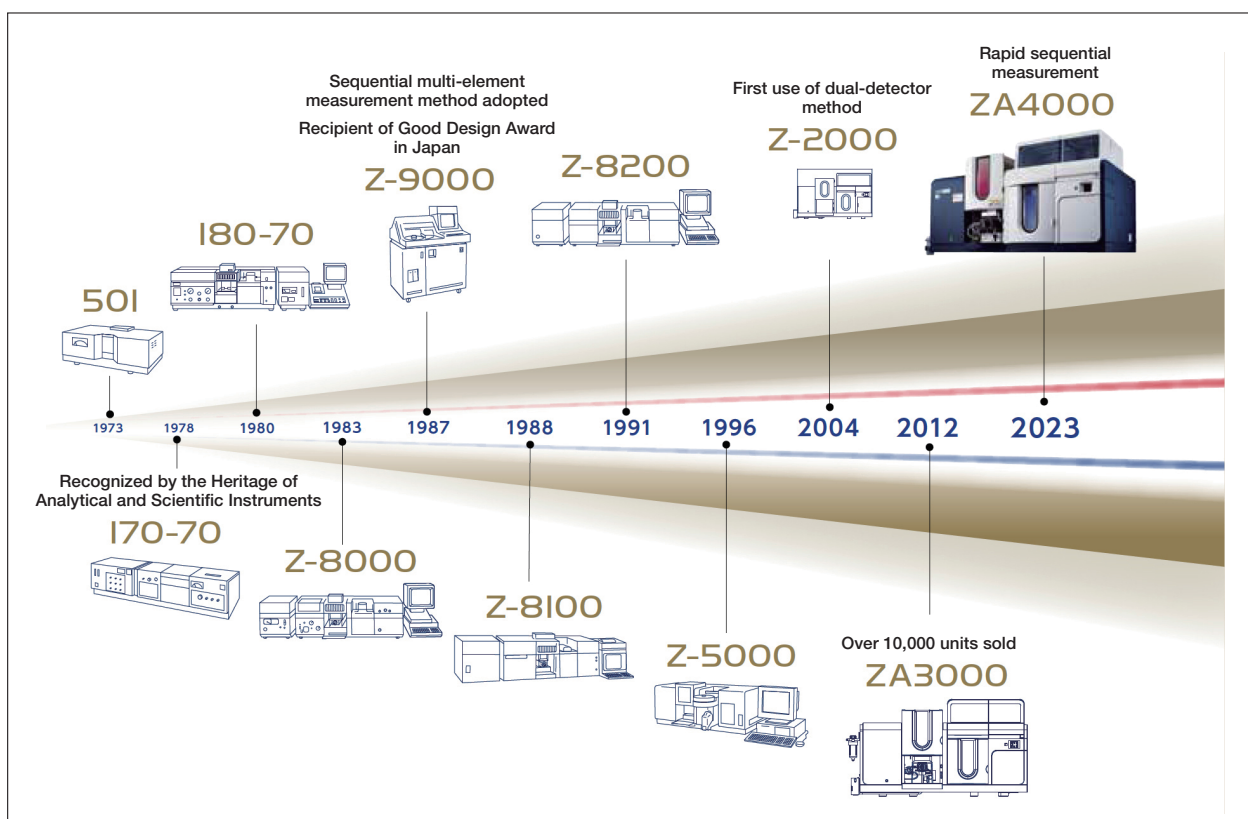 Rapid sequential
measurement
ZA4000
Sequential multi-element
measurement method adopted
Recipient of Good Design Award
in Japan
Z-9000
First use of dual-detector
method
Z-2000
Z-8200
180-70
501
1973
1978
1980
1983
1987
1988
1991
1996
2004
2012
2023
Recognized by the Heritage of
Analytical and Scientific Instruments
170-70
Z-8000
Z-8100
Z-5000
Over 10,000 units sold
ZA3000